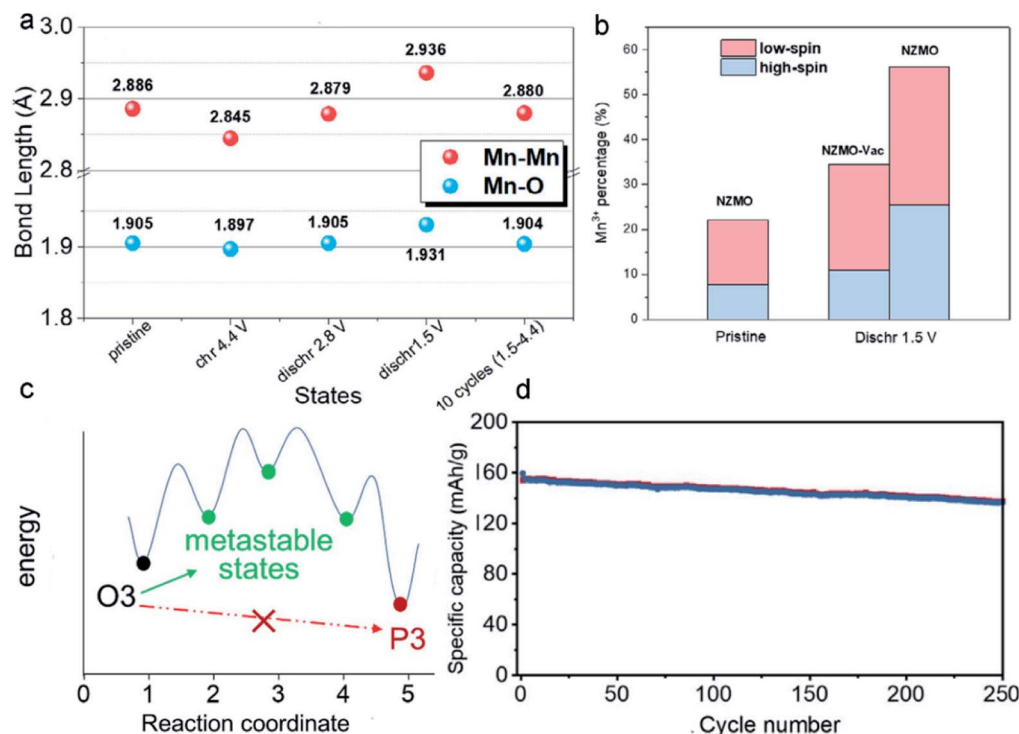 a
3.0
2.9
2.8
1.9
1.8
Bond Length (Å)
2.886
2.845
2.879
2.936
2.880
Mn-Mn
Mn-O
1.905
1.897
1.905
1.931
1.904
pristine
chr 4.4 V
dischr 2.8 V
dischr1.5 V
10 cycles (1.5-4.4)
States
b
60
50
40
30
20
10
0
Mn³⁺ percentage (%)
low-spin
high-spin
NZMO
NZMO-Vac
NZMO
Pristine
Dischr 1.5 V
c
energy
metastable
states
O3
P3
0 1 2 3 4 5
Reaction coordinate
d
200
160
120
80
40
0
Specific capacity (mAh/g)
0 50 100 150 200 250
Cycle number